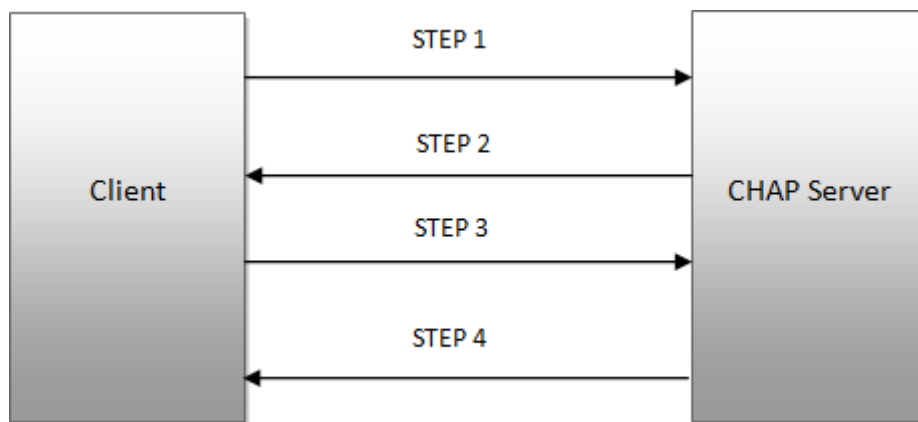 STEP 1
STEP 2
Client
CHAP Server
STEP 3
STEP 4